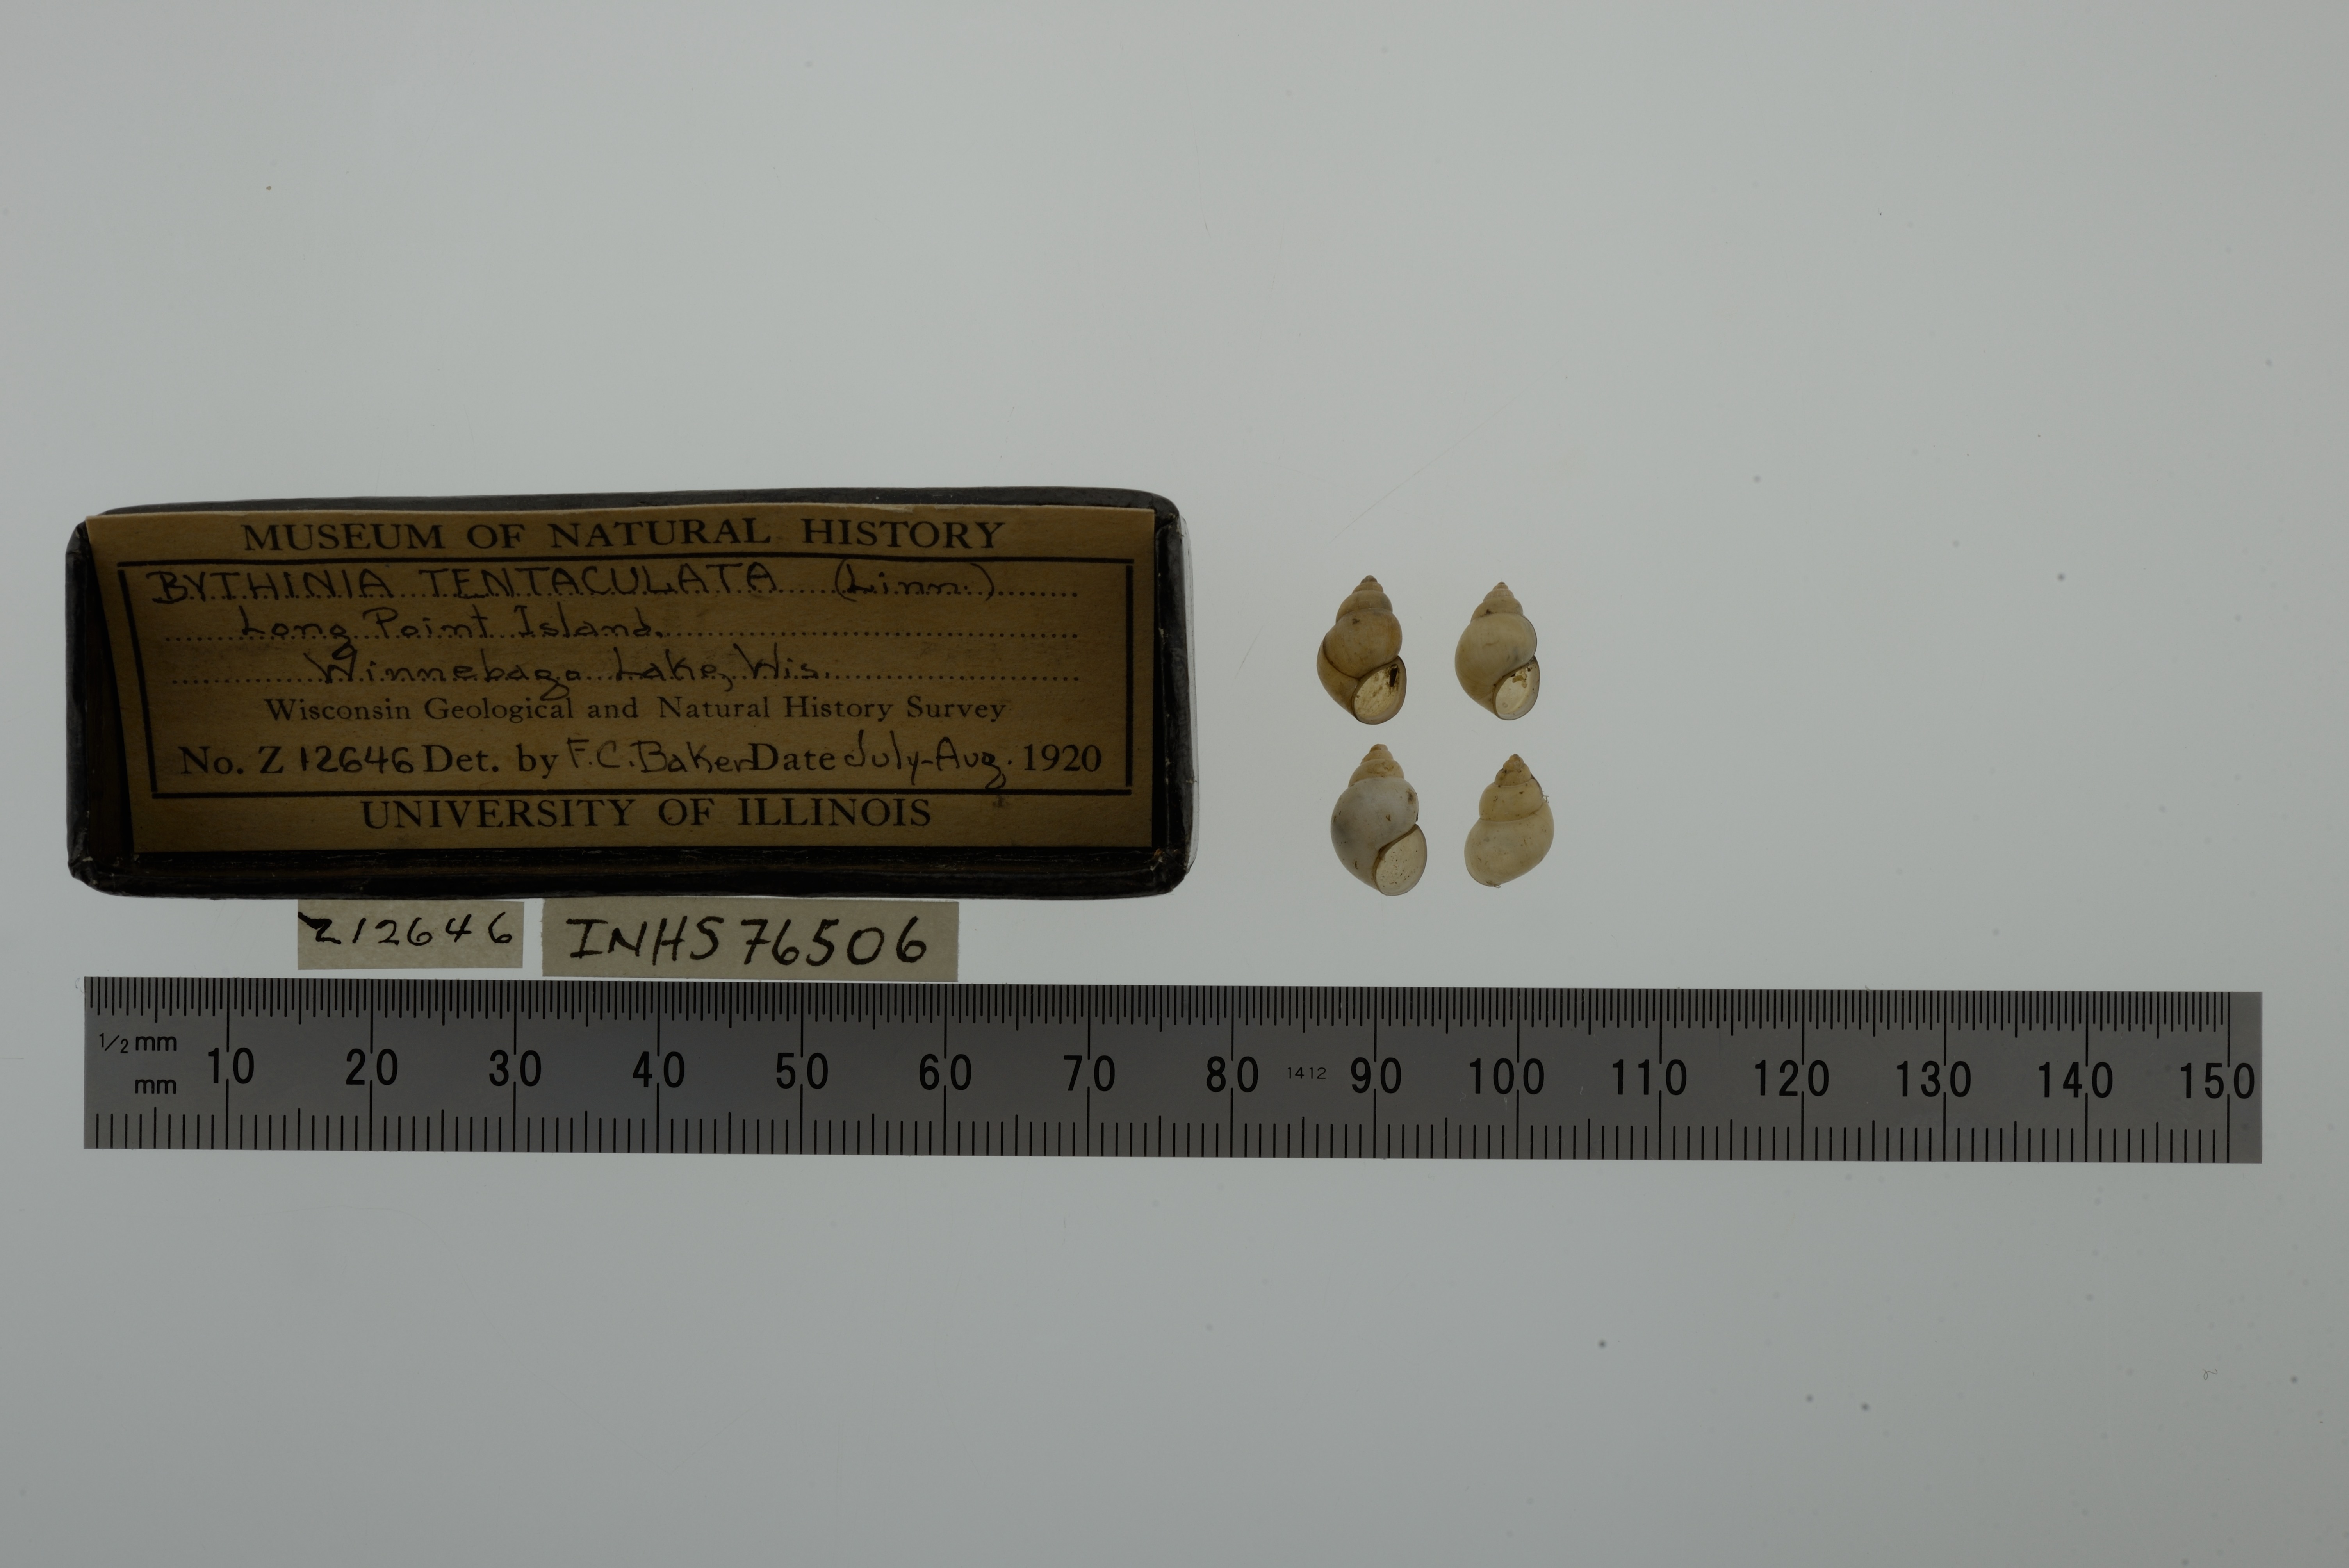 MUSEUM OF NATURAL HISTORY
BYTHINIA TENTACULATA (Linn.)
Long Point Island.
Winnebago Lake, Wis.
Wisconsin Geological and Natural History Survey
No. Z 12646 Det. by F.C. Baker Date July-Aug. 1920
UNIVERSITY OF ILLINOIS
Z12646 INHS 76506
1/2 mm
mm 10 20 30 40 50 60 70 80 1412 90 100 110 120 130 140 150